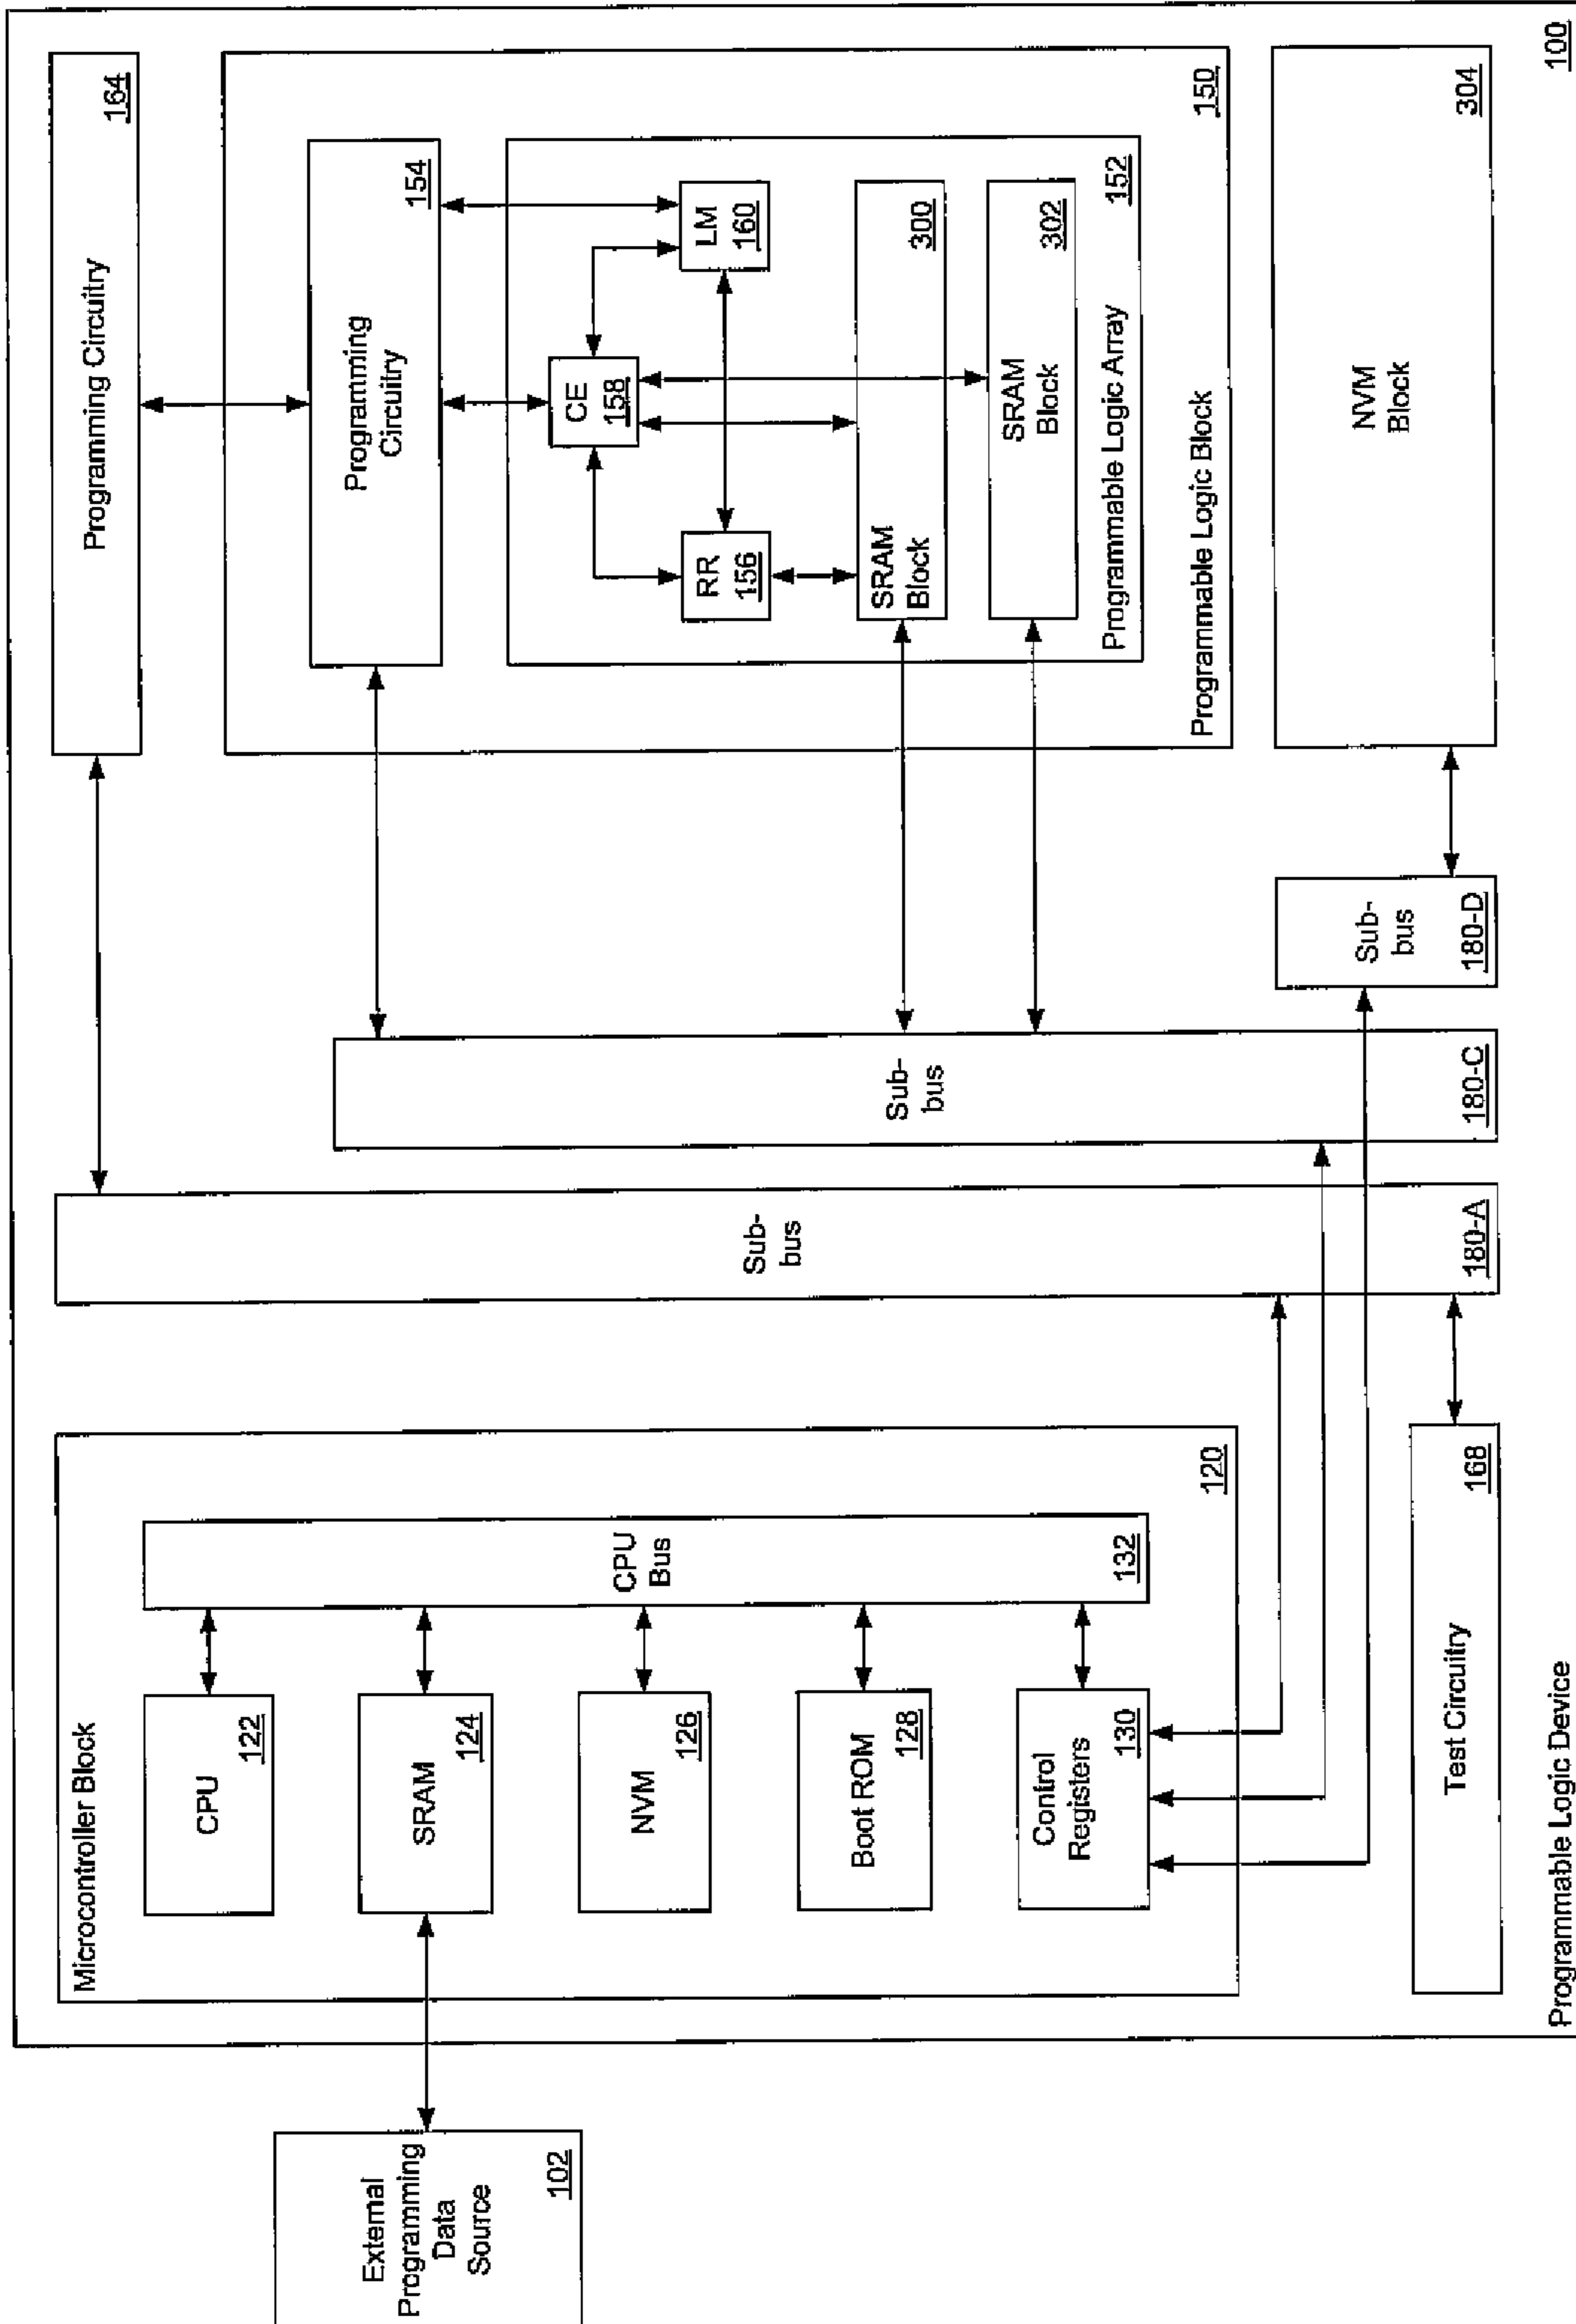 External
Programming
Data
Source
102
Microcontroller Block
CPU
122
SRAM
124
NVM
126
Boot ROM
128
Control
Registers
130
CPU
Bus
132
120
Test Circuitry
168
Sub-
bus
180-A
Sub-
bus
180-C
Sub-
bus
180-D
Programming Circuitry
164
Programming
Circuitry
154
CE
158
RR
156
LM
160
SRAM
Block
300
SRAM
Block
302
Programmable Logic Array
152
Programmable Logic Block
150
NVM
Block
304
Programmable Logic Device
100